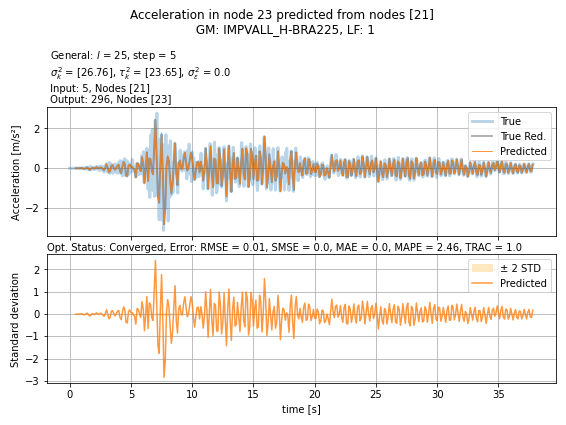 Acceleration in node 23 predicted from nodes [21]
GM: IMPVALL_H-BRA225, LF: 1
General: l = 25, step = 5
σ²ₖ = [26.76], τ²ₖ = [23.65], σ²ε = 0.0
Input: 5, Nodes [21]
Output: 296, Nodes [23]
True
True Red.
Predicted
Acceleration [m/s²]
2
0
−2
Opt. Status: Converged, Error: RMSE = 0.01, SMSE = 0.0, MAE = 0.0, MAPE = 2.46, TRAC = 1.0
± 2 STD
Predicted
Standard deviation
2
1
0
−1
−2
−3
0 5 10 15 20 25 30 35
time [s]